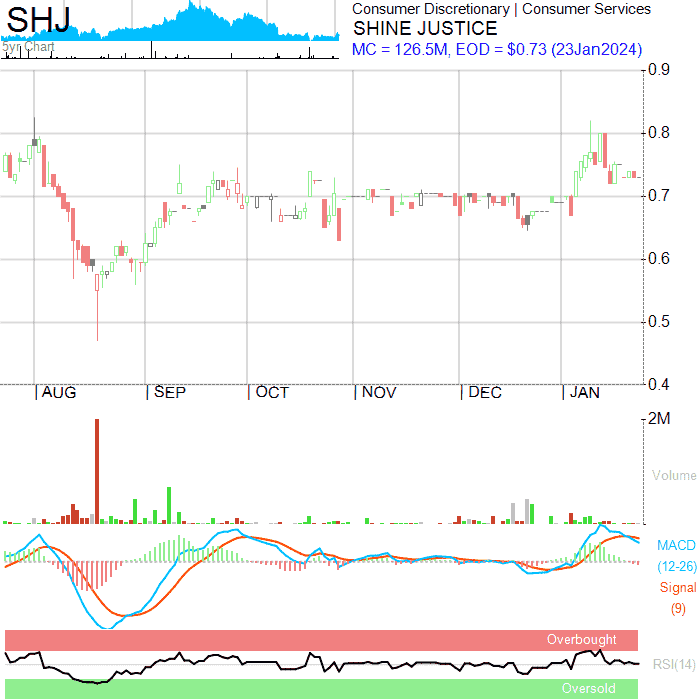 SHJ
5yr Chart
Consumer Discretionary | Consumer Services
SHINE JUSTICE
MC = 126.5M, EOD = $0.73 (23Jan2024)
0.9
0.8
0.7
0.6
0.5
0.4
AUG
SEP
OCT
NOV
DEC
JAN
2M
Volume
MACD
(12-26)
Signal
(9)
Overbought
RSI(14)
Oversold